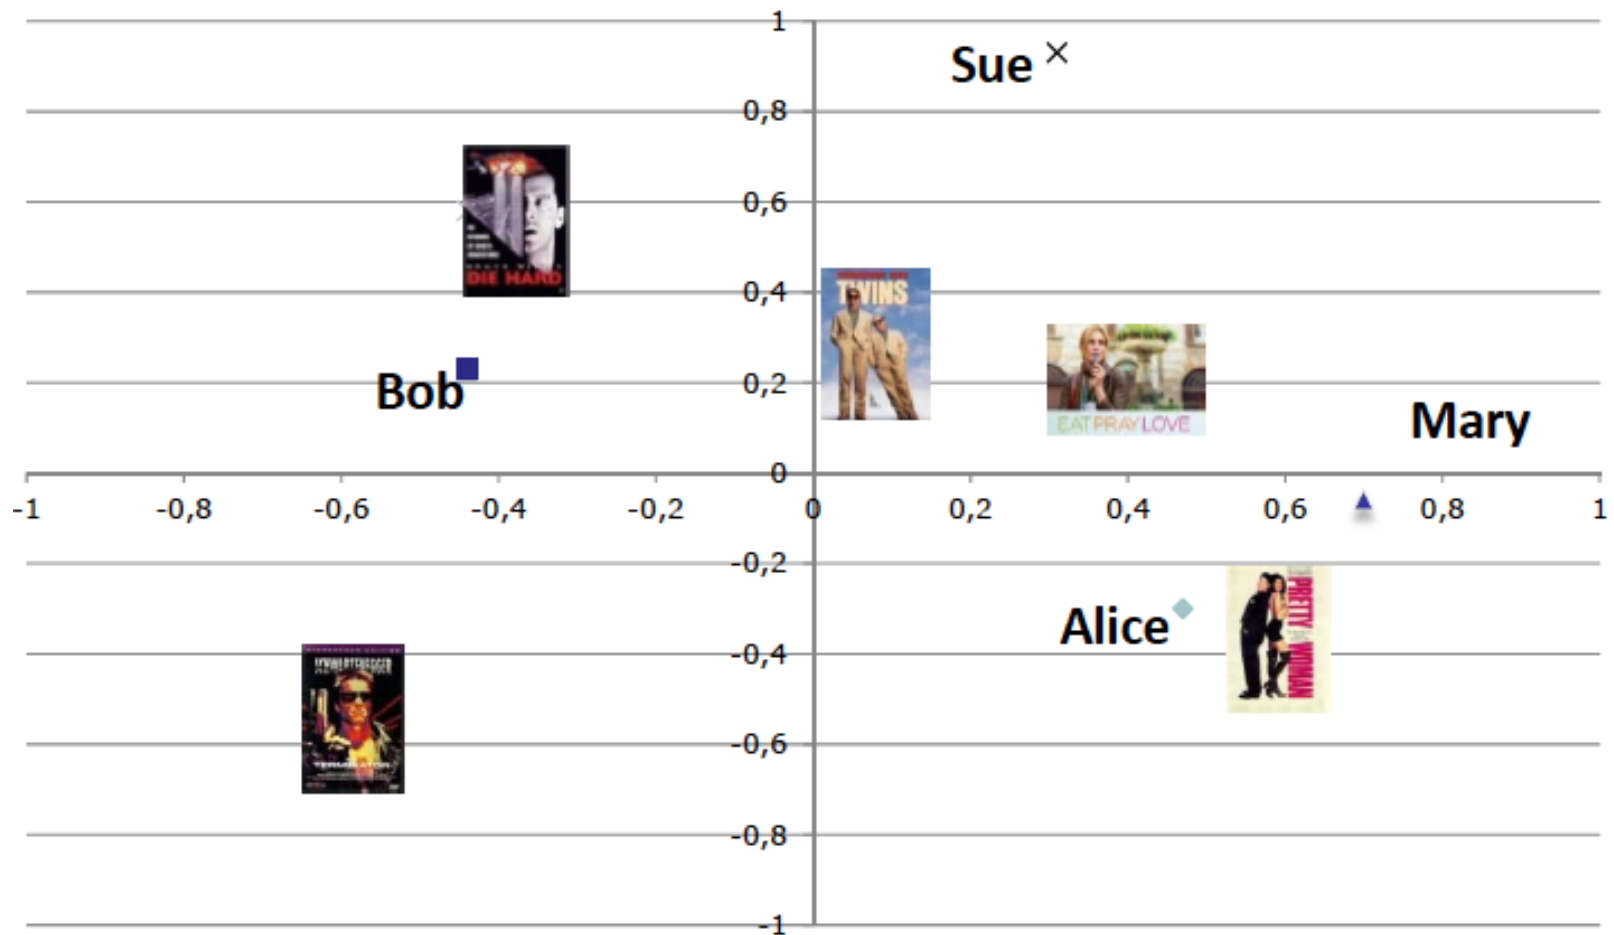 1
Sue
0,8
0,6
DIE HARD
0,4
TWINS
0,2
Bob
EAT PRAY LOVE
Mary
0
-1 -0,8 -0,6 -0,4 -0,2 0 0,2 0,4 0,6 0,8 1
-0,2
PRETTY WOMAN
Alice
-0,4
SCHWARZENEGGER
TERMINATOR
-0,6
-0,8
-1